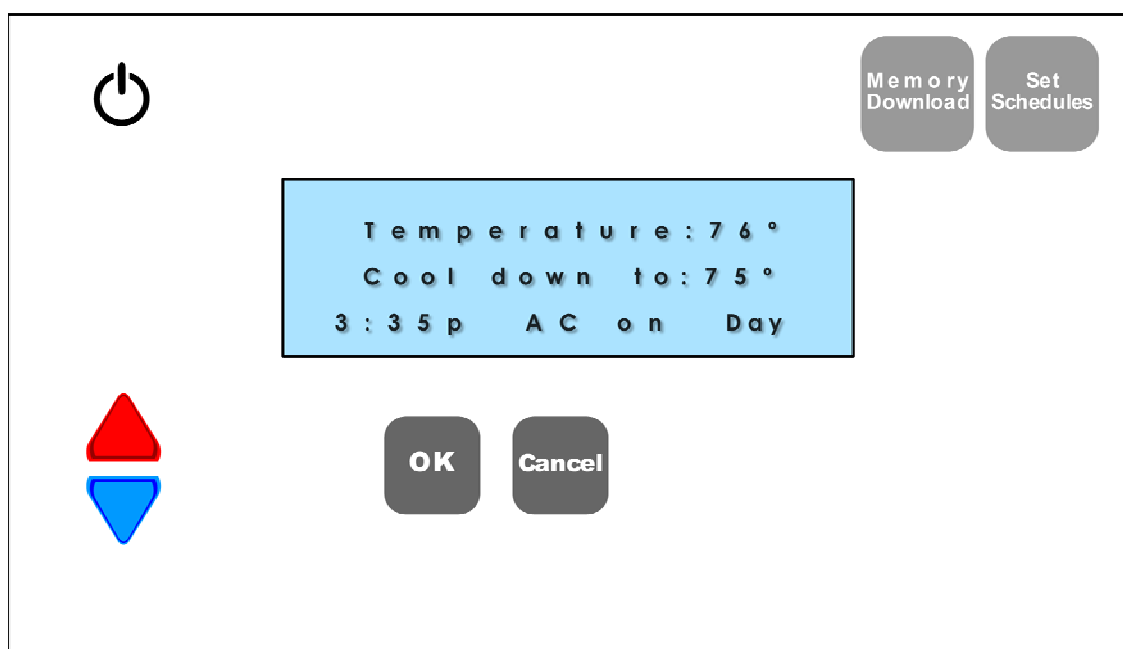 Memory
Download
Set
Schedules
Temperature:76°
Cool down to:75°
3:35p AC on Day
OK
Cancel